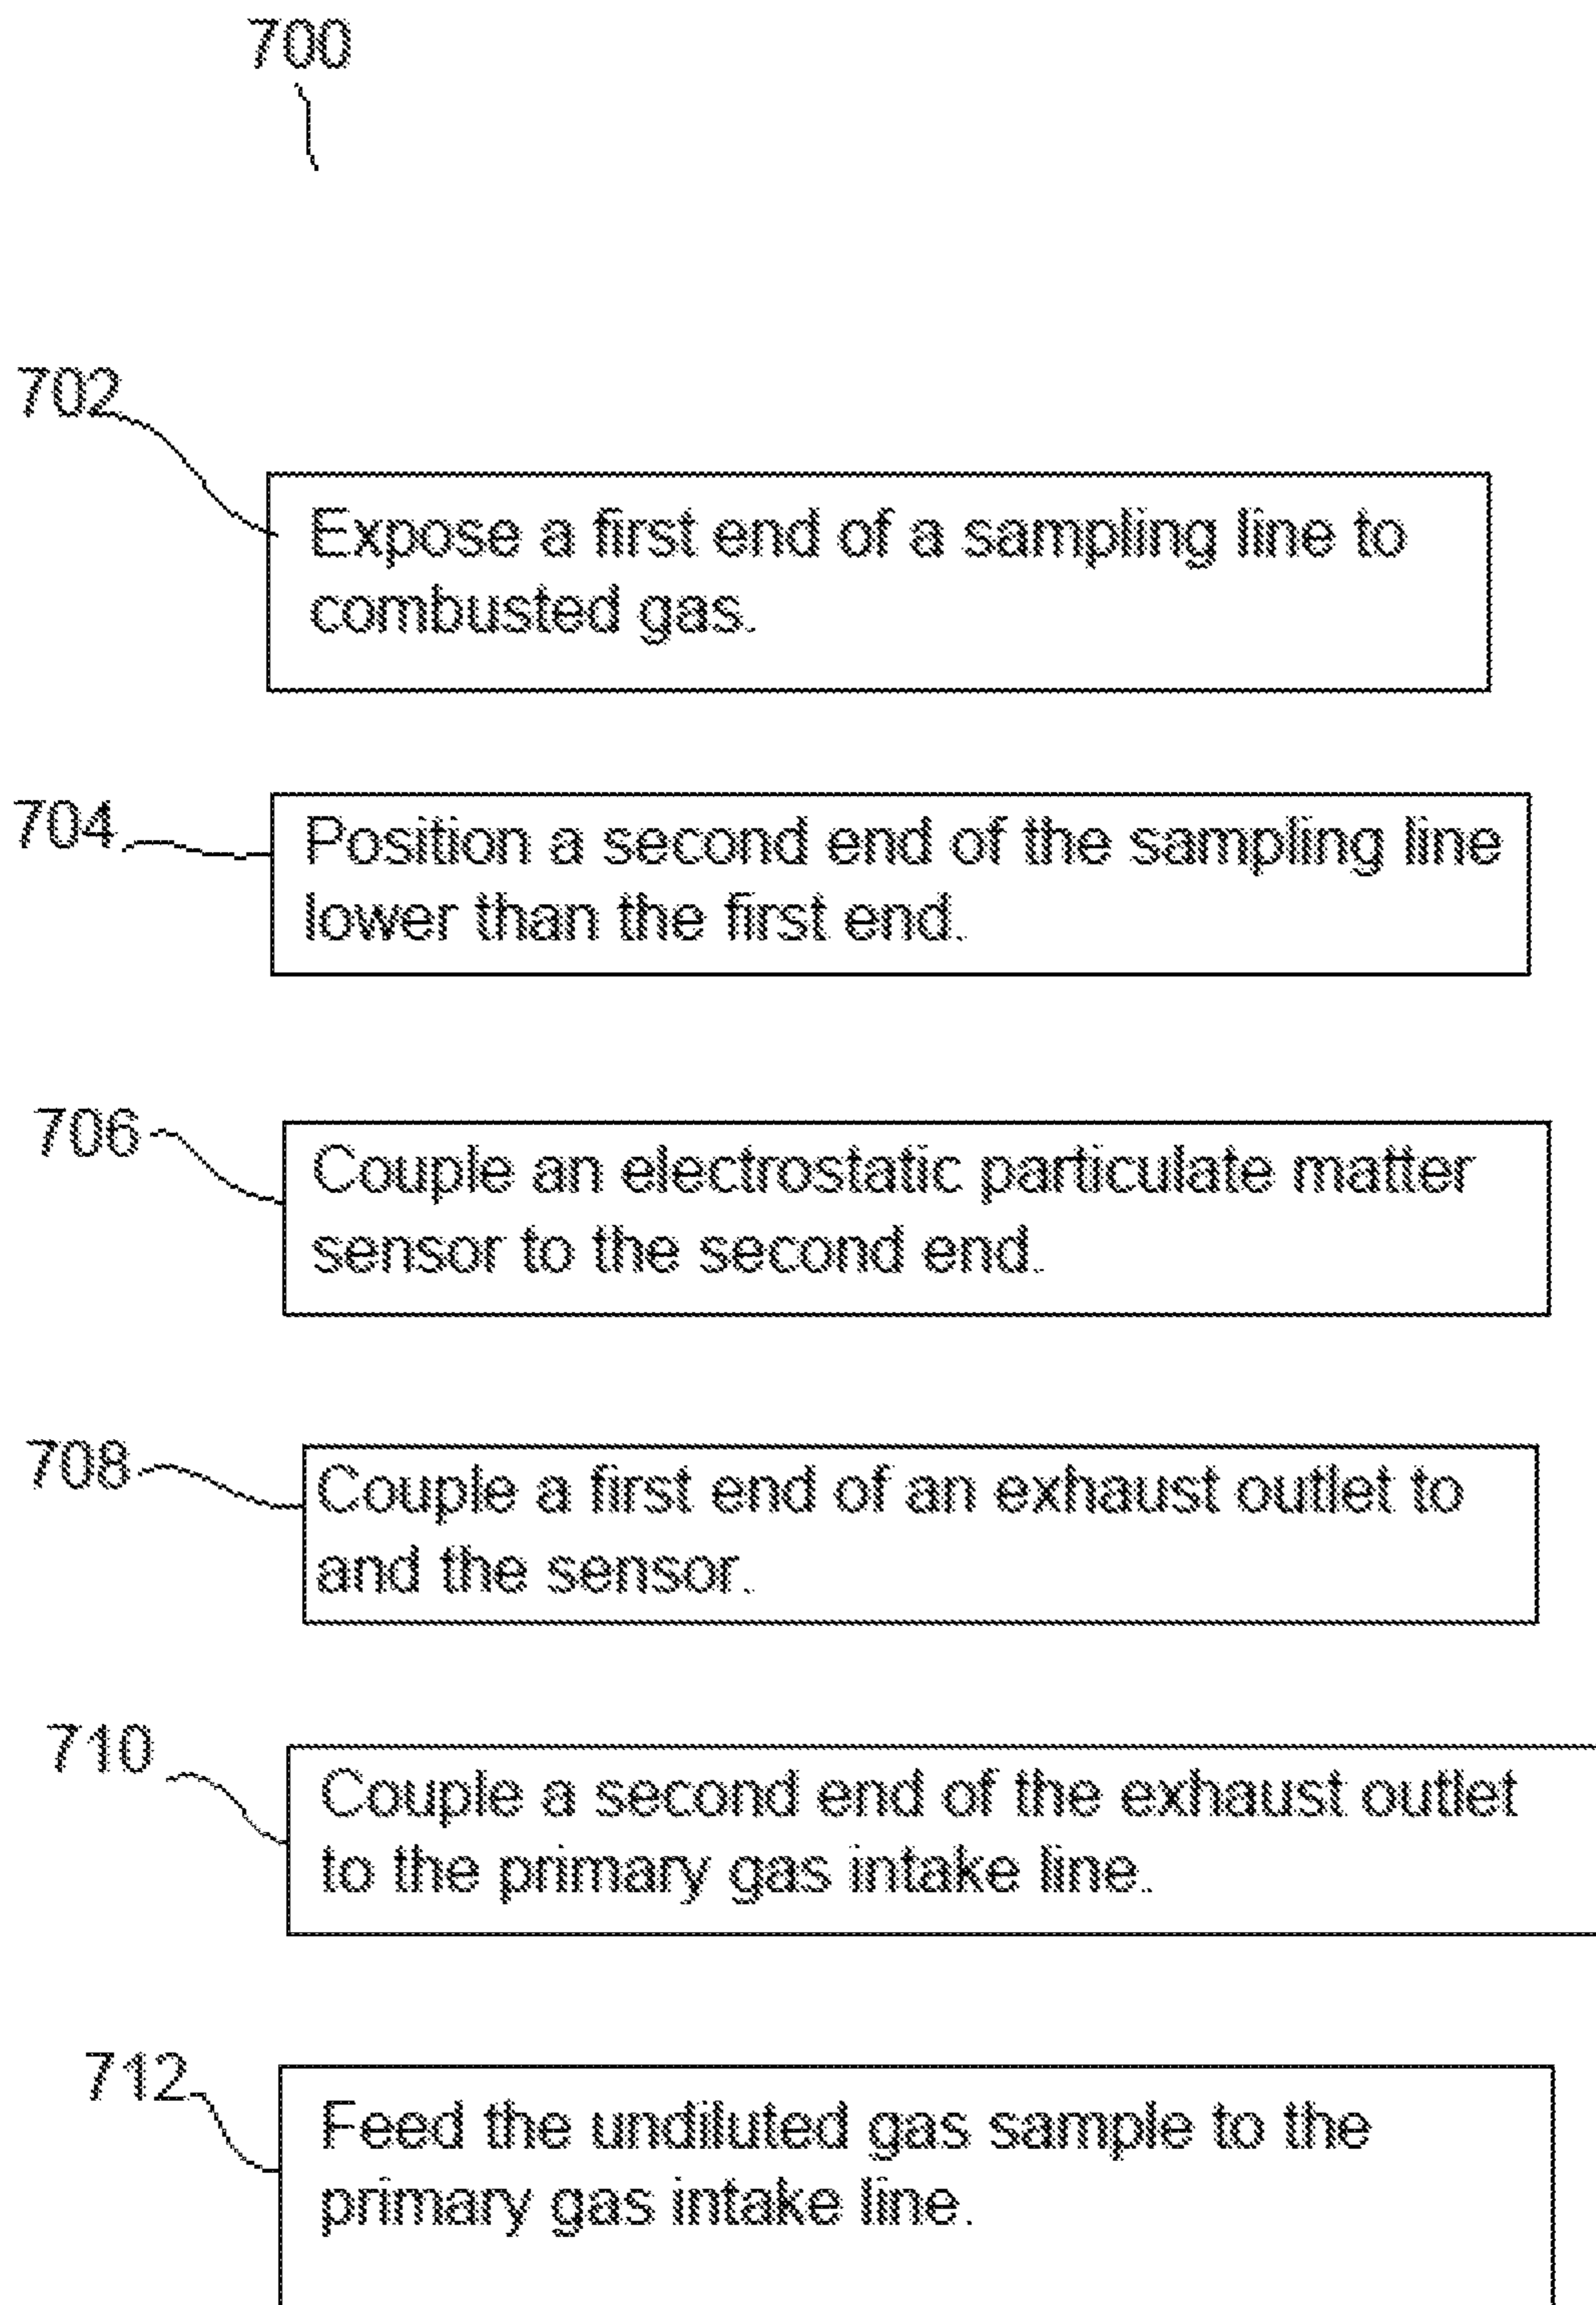 700
702
Expose a first end of a sampling line to
combusted gas.
704
Position a second end of the sampling line
lower than the first end.
706
Couple an electrostatic particulate matter
sensor to the second end.
708
Couple a first end of an exhaust outlet to
and the sensor.
710
Couple a second end of the exhaust outlet
to the primary gas intake line.
712
Feed the undiluted gas sample to the
primary gas intake line.